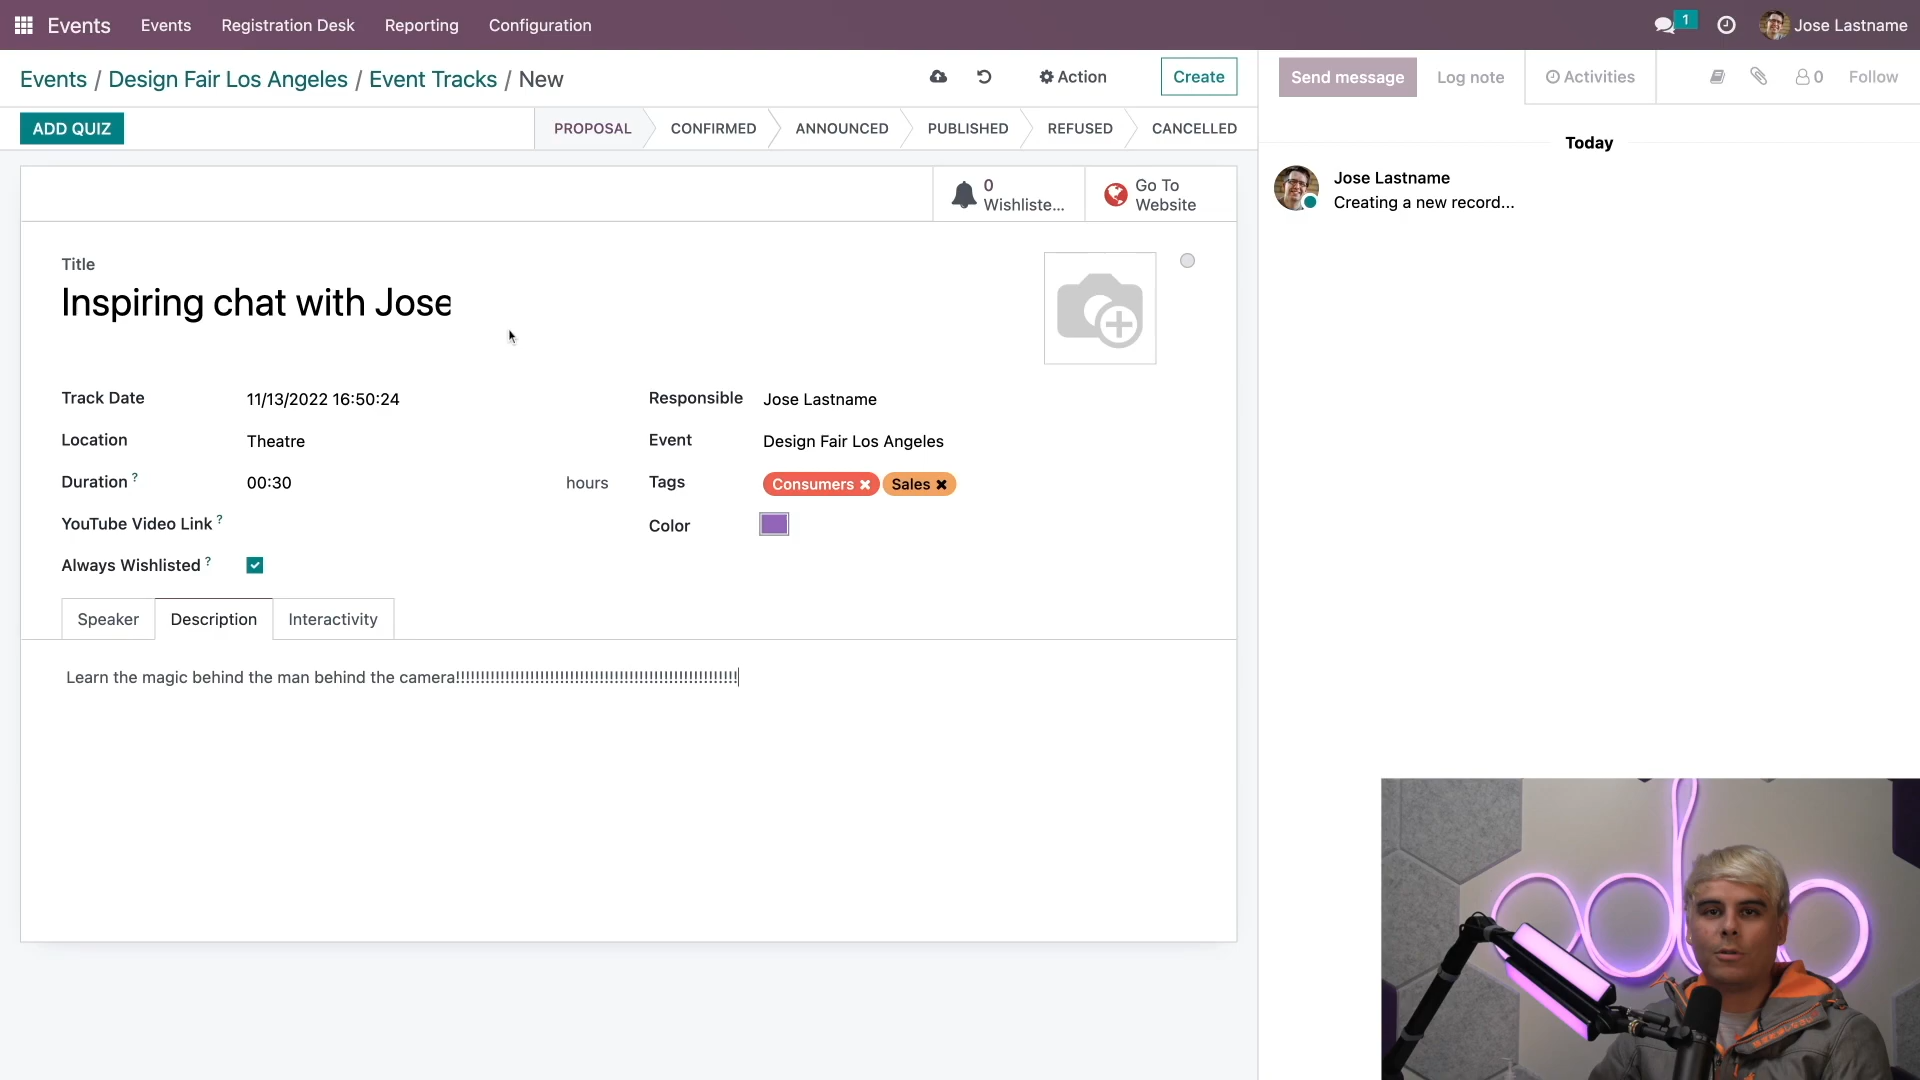 Events Events Registration Desk Reporting Configuration 1 Jose Lastname
Events / Design Fair Los Angeles / Event Tracks / New Action Create Send message Log note Activities 0 Follow
ADD QUIZ PROPOSAL CONFIRMED ANNOUNCED PUBLISHED REFUSED CANCELLED
Today
0
Wishliste...
Go To
Website
Jose Lastname
Creating a new record...
Title
Inspiring chat with Jose
Track Date 11/13/2022 16:50:24 Responsible Jose Lastname
Location Theatre Event Design Fair Los Angeles
Duration ? 00:30 hours Tags Consumers × Sales ×
YouTube Video Link ? Color
Always Wishlisted ?
Speaker Description Interactivity
Learn the magic behind the man behind the camera!!!!!!!!!!!!!!!!!!!!!!!!!!!!!!!!!!!!!!!!!!!!!!!!!!!!!!!!!
odoo